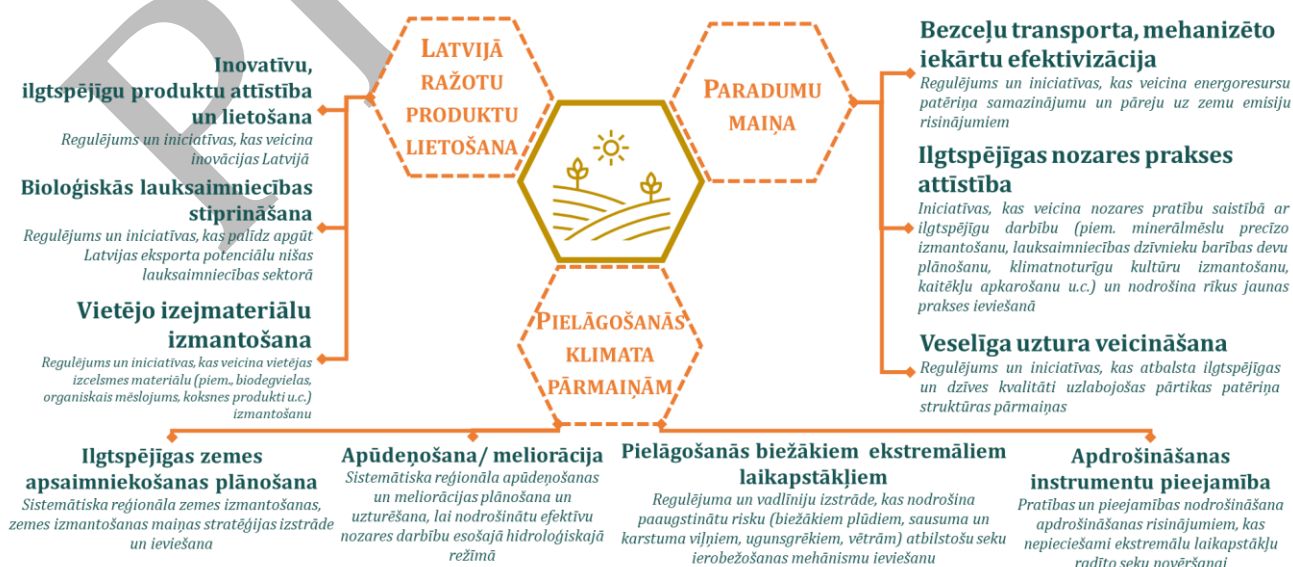 LATVIJĀ
RAŽOTU
PRODUKTU
LIETOŠANA
Inovatīvu,
ilgtspējīgu produktu attīstība
un lietošana
Regulējums un iniciatīvas, kas veicina
inovācijas Latvijā
Bioloģiskās lauksaimniecības
stiprināšana
Regulējums un iniciatīvas, kas palīdz apgūt
Latvijas eksporta potenciālu nišas
lauksaimniecības sektorā
Vietējo izejmateriālu
izmantošana
Regulējums un iniciatīvas, kas veicina vietējas
izcelsmes materiālu (piem., biodegvielas,
organiskais mēslojums, koksnes produkti u.c.)
izmantošanu
PARADUMU
MAIŅA
Bezceļu transporta, mehanizēto
iekārtu efektivizācija
Regulējums un iniciatīvas, kas veicina energoresursu
patēriņa samazinājumu un pāreju uz zemu emisiju
risinājumiem
Ilgtspējīgas nozares prakses
attīstība
Iniciatīvas, kas veicina nozares pratību saistībā ar
ilgtspējīgu darbību (piem. minerālmēslu precīzo
izmantošanu, lauksaimniecības dzīvnieku barības devu
plānošanu, klimatnoturīgu kultūru izmantošanu,
kaitēkļu apkarošanu u.c.) un nodrošina rīkus jaunas
prakses ieviešanā
Veselīga uztura veicināšana
Regulējums un iniciatīvas, kas atbalsta ilgtspējīgas
un dzīves kvalitāti uzlabojošas pārtikas patēriņa
struktūras pārmaiņas
PIELĀGOŠANĀS
KLIMATA
PĀRMAIŅĀM
Ilgtspējīgas zemes
apsaimniekošanas plānošana
Sistemātiska reģionāla zemes izmantošanas,
zemes izmantošanas maiņas stratēģijas izstrāde
un ieviešana
Apūdeņošana/ meliorācija
Sistemātiska reģionāla apūdeņošanas
un meliorācijas plānošana un
uzturēšana, lai nodrošinātu efektīvu
nozares darbību esošajā hidroloģiskajā
režīmā
Pielāgošanās biežākiem ekstremāliem
laikapstākļiem
Regulējuma un vadlīniju izstrāde, kas nodrošina
paaugstinātu risku (biežākiem plūdiem, sausuma un
karstuma viļņiem, ugunsgrēkiem, vētrām) atbilstošu seku
ierobežošanas mehānismu ieviešanu
Apdrošināšanas
instrumentu pieejamība
Pratības un pieejamības nodrošināšana
apdrošināšanas risinājumiem, kas
nepieciešami ekstremālu laikapstākļu
radīto seku novēršanai